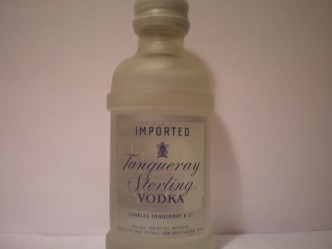 IMPORTED
Tanqueray
Sterling
VODKA
CHARLES TANQUERAY & Cº